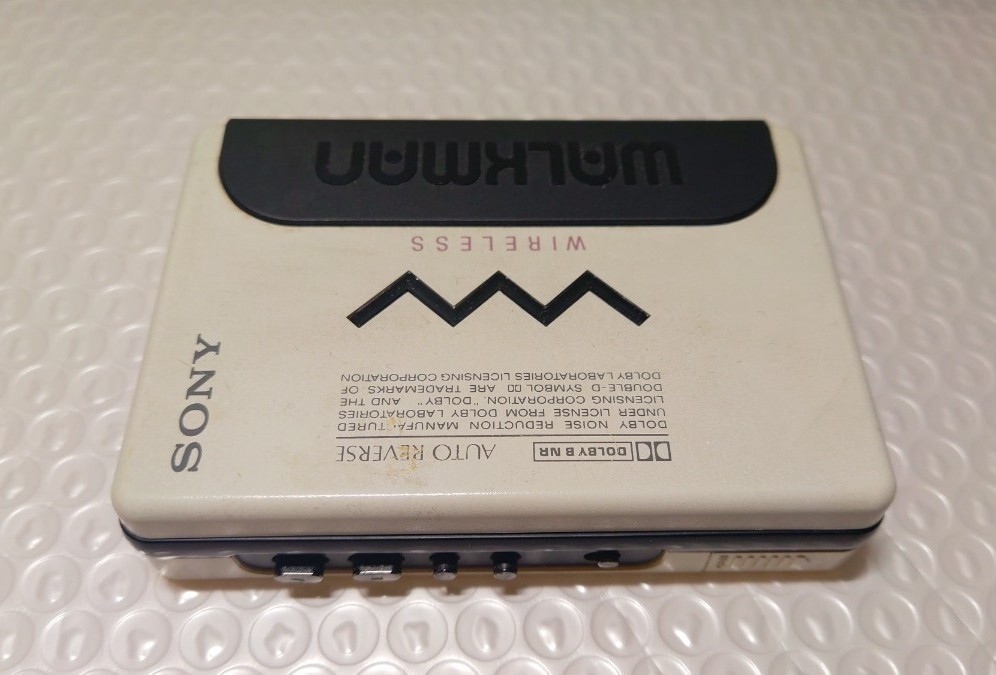 WALKMAN
WIRELESS
SONY
DOLBY B NR AUTO REVERSE
DOLBY NOISE REDUCTION MANUFACTURED
UNDER LICENSE FROM DOLBY LABORATORIES
LICENSING CORPORATION. "DOLBY" AND THE
DOUBLE-D SYMBOL ARE TRADEMARKS OF
DOLBY LABORATORIES LICENSING CORPORATION